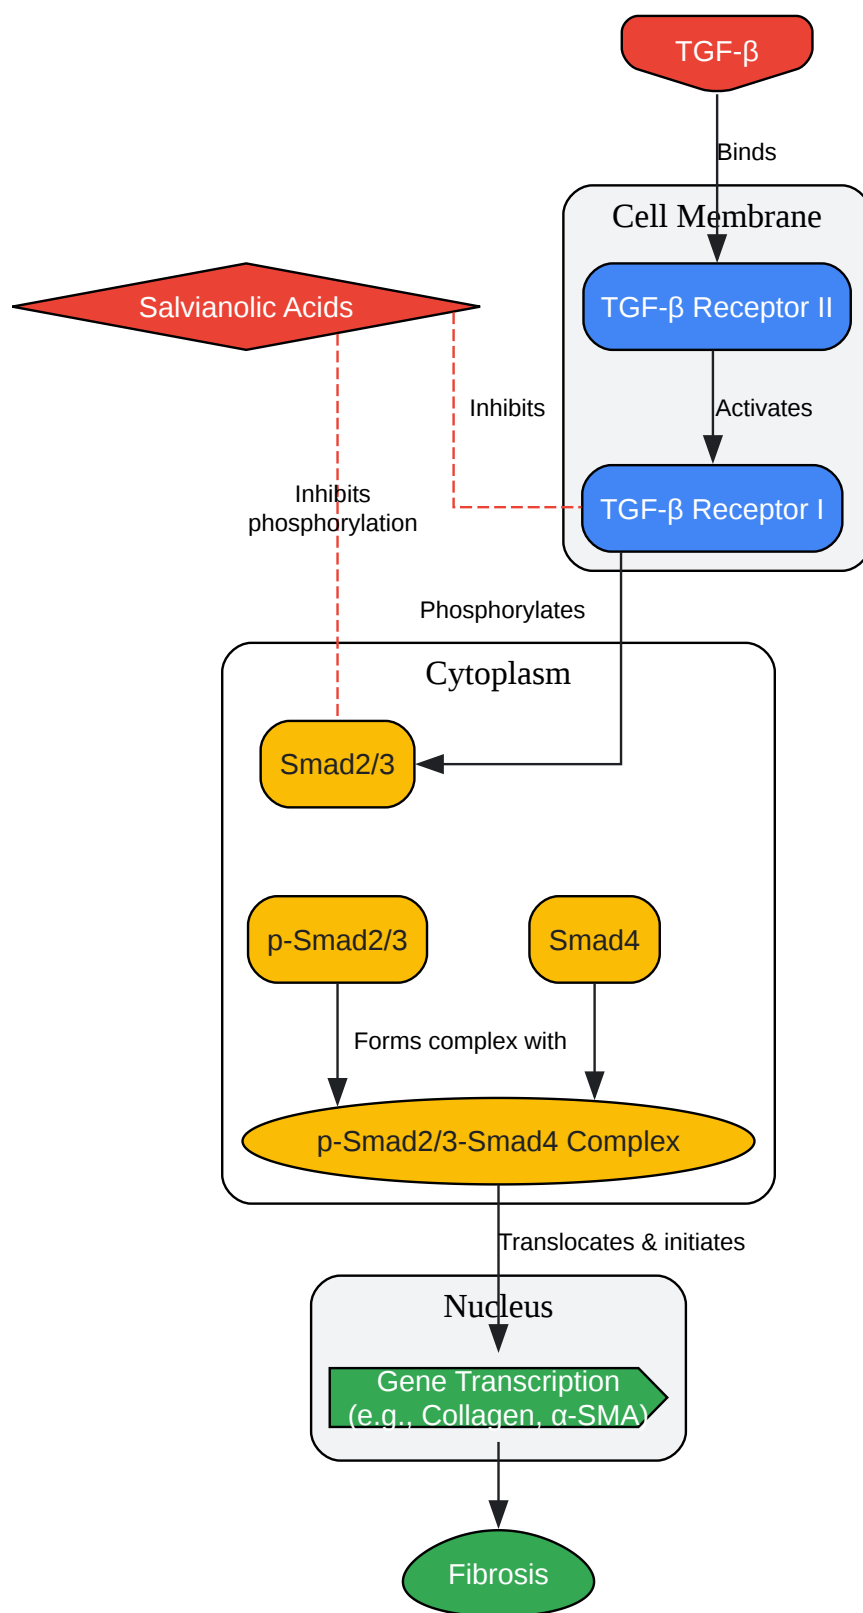 TGF-β
Binds
Cell Membrane
Salvianolic Acids
TGF-β Receptor II
Inhibits
Activates
Inhibits
phosphorylation
TGF-β Receptor I
Phosphorylates
Cytoplasm
Smad2/3
p-Smad2/3
Smad4
Forms complex with
p-Smad2/3-Smad4 Complex
Translocates & initiates
Nucleus
Gene Transcription
(e.g., Collagen, α-SMA)
Fibrosis